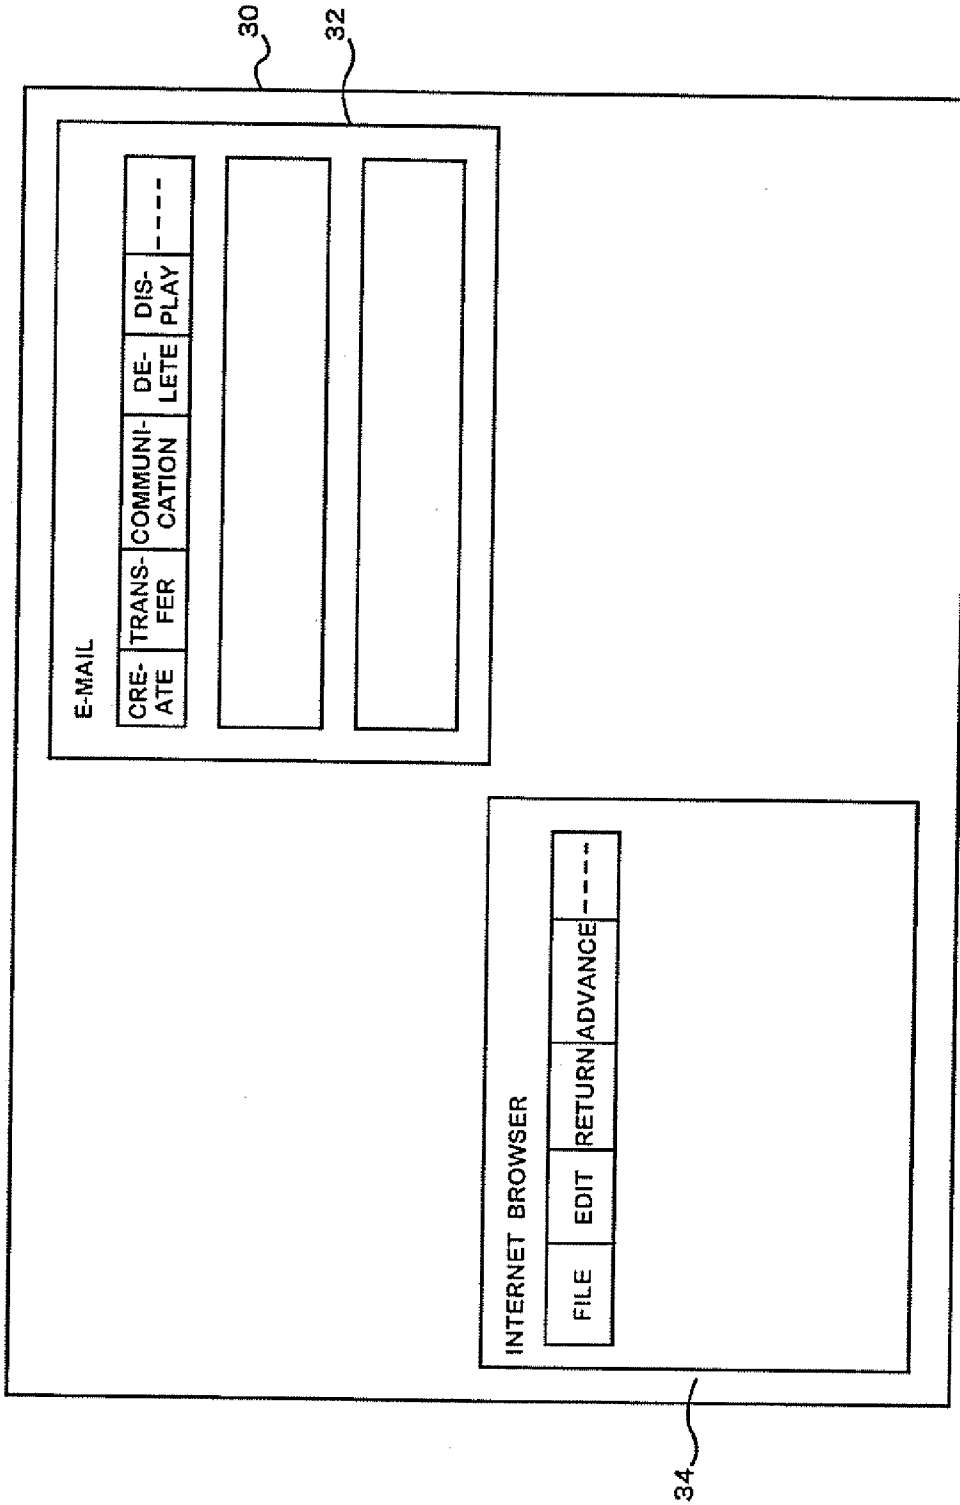 30
32
E-MAIL
CRE-
ATE
TRANS-
FER
COMMUNI-
CATION
DE-
LETE
DIS-
PLAY
----
INTERNET BROWSER
FILE
EDIT
RETURN
ADVANCE
----
34